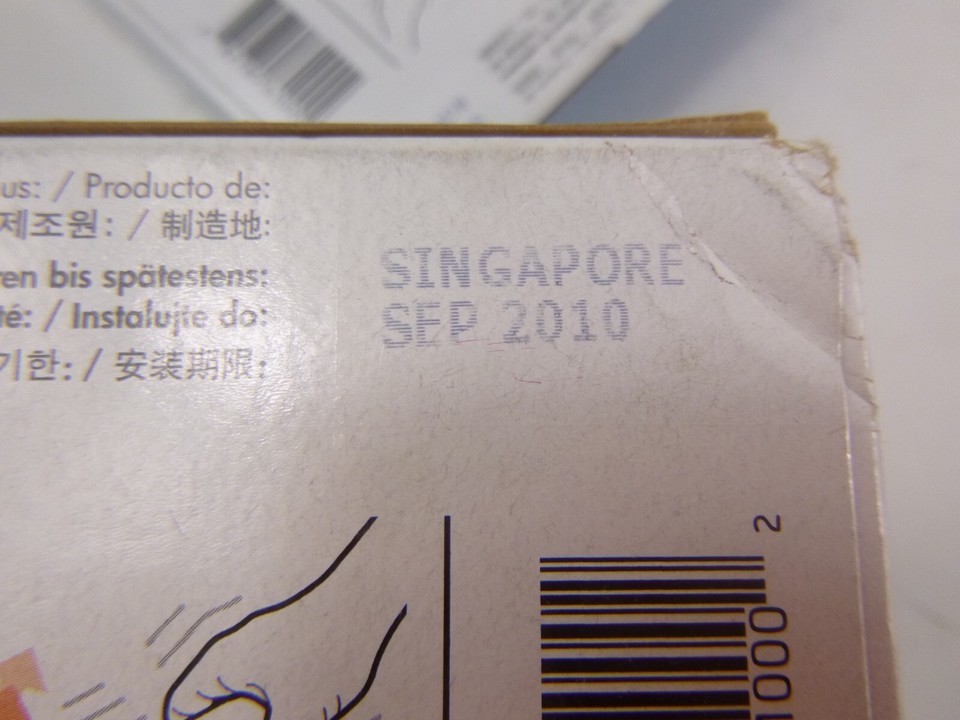 us: / Producto de:
제조원: / 制造地:
ren bis spätestens:
té: / Instalujte do:
기한: / 安装期限:
SINGAPORE
SEP 2010
2
1000